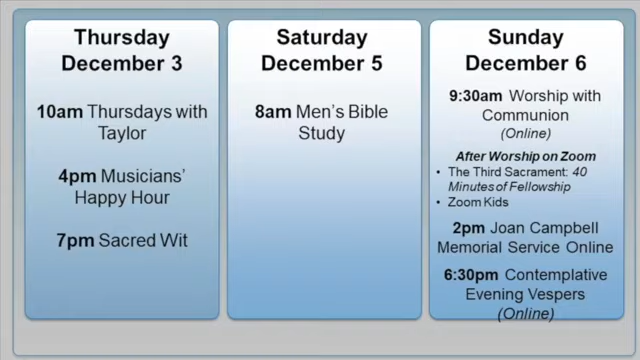 Thursday
December 3
10am Thursdays with
Taylor
4pm Musicians’
Happy Hour
7pm Sacred Wit
Saturday
December 5
8am Men’s Bible
Study
Sunday
December 6
9:30am Worship with
Communion
(Online)
After Worship on Zoom
• The Third Sacrament: 40
Minutes of Fellowship
• Zoom Kids
2pm Joan Campbell
Memorial Service Online
6:30pm Contemplative
Evening Vespers
(Online)